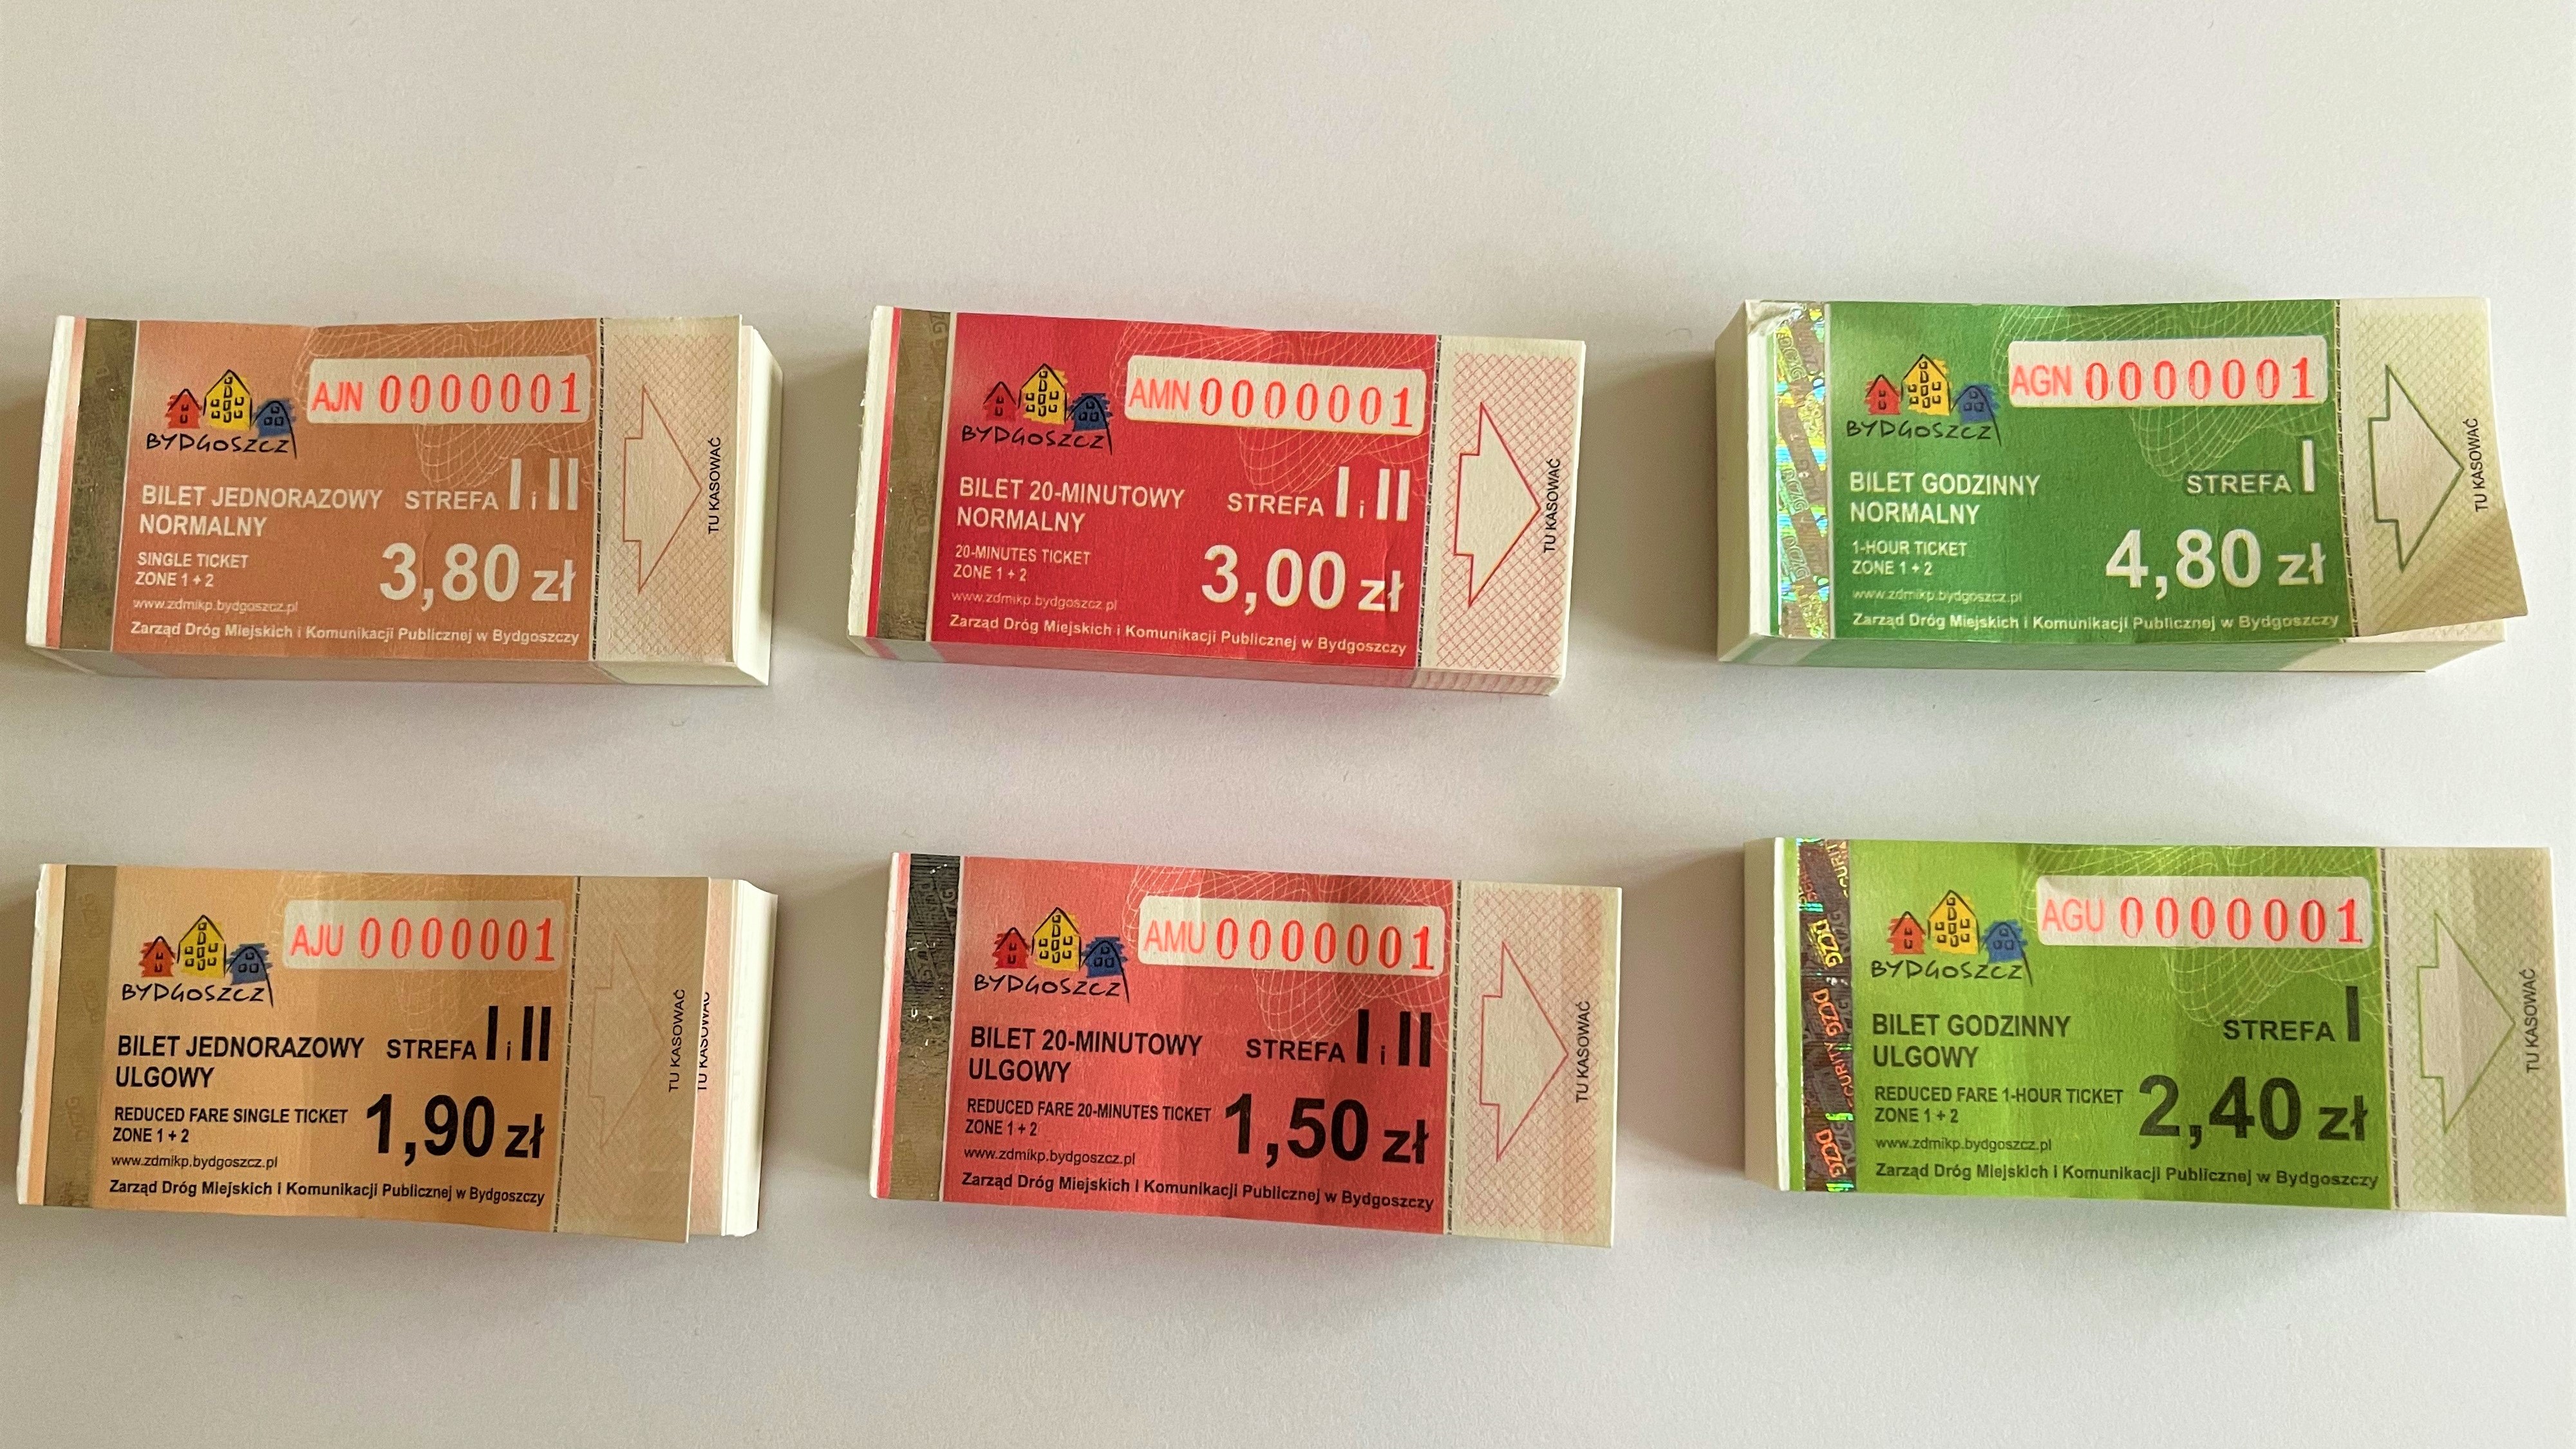 AJN 0000001
BYDGOSZCZ
BILET JEDNORAZOWY STREFA I i II
NORMALNY
SINGLE TICKET
ZONE 1 + 2
3,80 zł
www.zdmikp.bydgoszcz.pl
Zarząd Dróg Miejskich i Komunikacji Publicznej w Bydgoszczy
TU KASOWAĆ
AMN 0000001
BYDGOSZCZ
BILET 20-MINUTOWY STREFA I i II
NORMALNY
20-MINUTES TICKET
ZONE 1 + 2
3,00 zł
www.zdmikp.bydgoszcz.pl
Zarząd Dróg Miejskich i Komunikacji Publicznej w Bydgoszczy
TU KASOWAĆ
AGN 0000001
BYDGOSZCZ
BILET GODZINNY STREFA I
NORMALNY
1-HOUR TICKET
ZONE 1 + 2
4,80 zł
www.zdmikp.bydgoszcz.pl
Zarząd Dróg Miejskich i Komunikacji Publicznej w Bydgoszczy
TU KASOWAĆ
AJU 0000001
BYDGOSZCZ
BILET JEDNORAZOWY STREFA I i II
ULGOWY
REDUCED FARE SINGLE TICKET
ZONE 1 + 2
1,90 zł
www.zdmikp.bydgoszcz.pl
Zarząd Dróg Miejskich i Komunikacji Publicznej w Bydgoszczy
TU KASOWAĆ
TU KASOWAĆ
AMU 0000001
BYDGOSZCZ
BILET 20-MINUTOWY STREFA I i II
ULGOWY
REDUCED FARE 20-MINUTES TICKET
ZONE 1 + 2
1,50 zł
www.zdmikp.bydgoszcz.pl
Zarząd Dróg Miejskich i Komunikacji Publicznej w Bydgoszczy
TU KASOWAĆ
AGU 0000001
BYDGOSZCZ
BILET GODZINNY STREFA I
ULGOWY
REDUCED FARE 1-HOUR TICKET
ZONE 1 + 2
2,40 zł
www.zdmikp.bydgoszcz.pl
Zarząd Dróg Miejskich i Komunikacji Publicznej w Bydgoszczy
TU KASOWAĆ